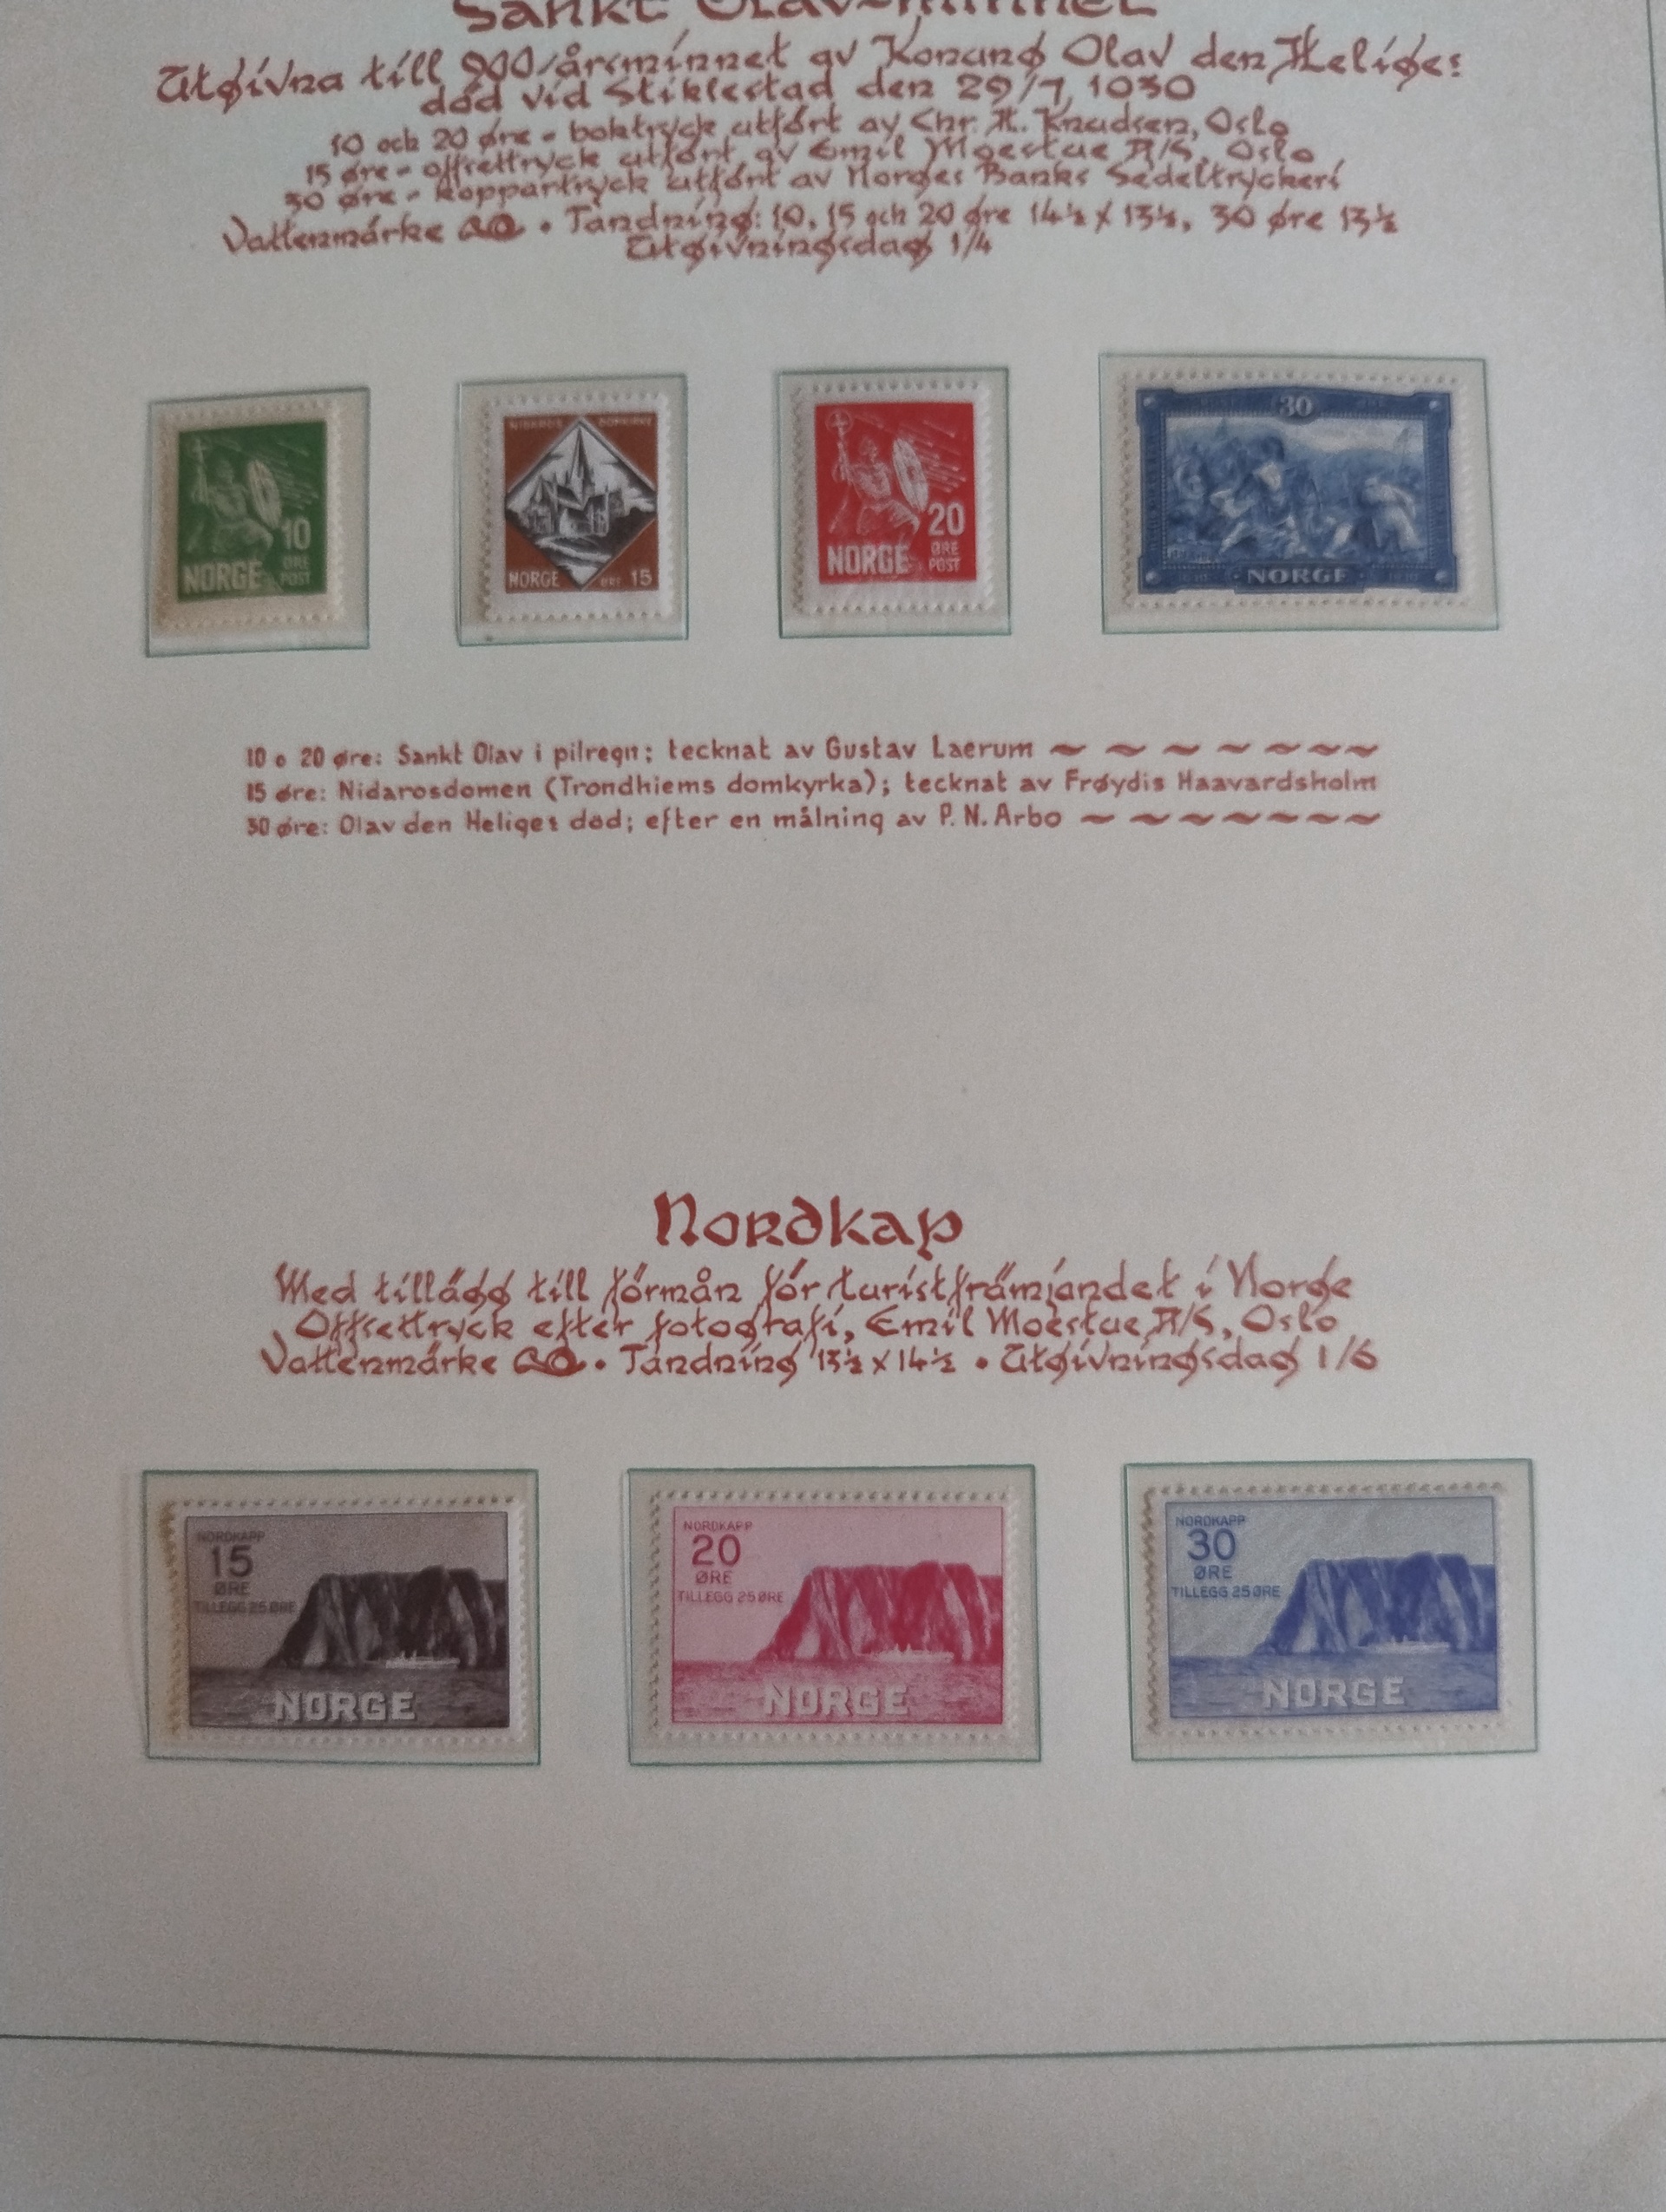 Sankt Olav-minnet
Utgivna till 900-årsminnet av Konung Olav den Heliges
död vid Stiklestad den 29/7 1030
10 och 20 øre - boktryck utfört av Chr. H. Knudsen, Oslo
15 øre - offsettryck utfört av Emil Moestue A/S, Oslo
30 øre - koppartryck utfört av Norges Banks Sedeltryckeri
Vattenmärke • Tandning: 10, 15 och 20 øre 14½ x 13½, 30 øre 13½
Utgivningsdag 1/4
10
ØRE
NORGE POST
NIDAROS DOMKIRKE
NORGE ØRE 15
20
ØRE
NORGE POST
30
NORGE
10 o 20 øre: Sankt Olav i pilregn; tecknat av Gustav Laerum ~ ~ ~ ~ ~ ~ ~
15 øre: Nidarosdomen (Trondhiems domkyrka); tecknat av Frøydis Haavardsholm
30 øre: Olav den Heliges död; efter en målning av P. N. Arbo ~ ~ ~ ~ ~ ~ ~
Nordkap
Med tillägg till förmån för turistfrämjandet i Norge
Offsettryck efter fotografi, Emil Moestue A/S, Oslo
Vattenmärke • Tandning 13½ x 14½ • Utgivningsdag 1/6
NORDKAPP
15
ØRE
TILLEGG 25 ØRE
NORGE
NORDKAPP
20
ØRE
TILLEGG 25 ØRE
NORGE
NORDKAPP
30
ØRE
TILLEGG 25 ØRE
NORGE